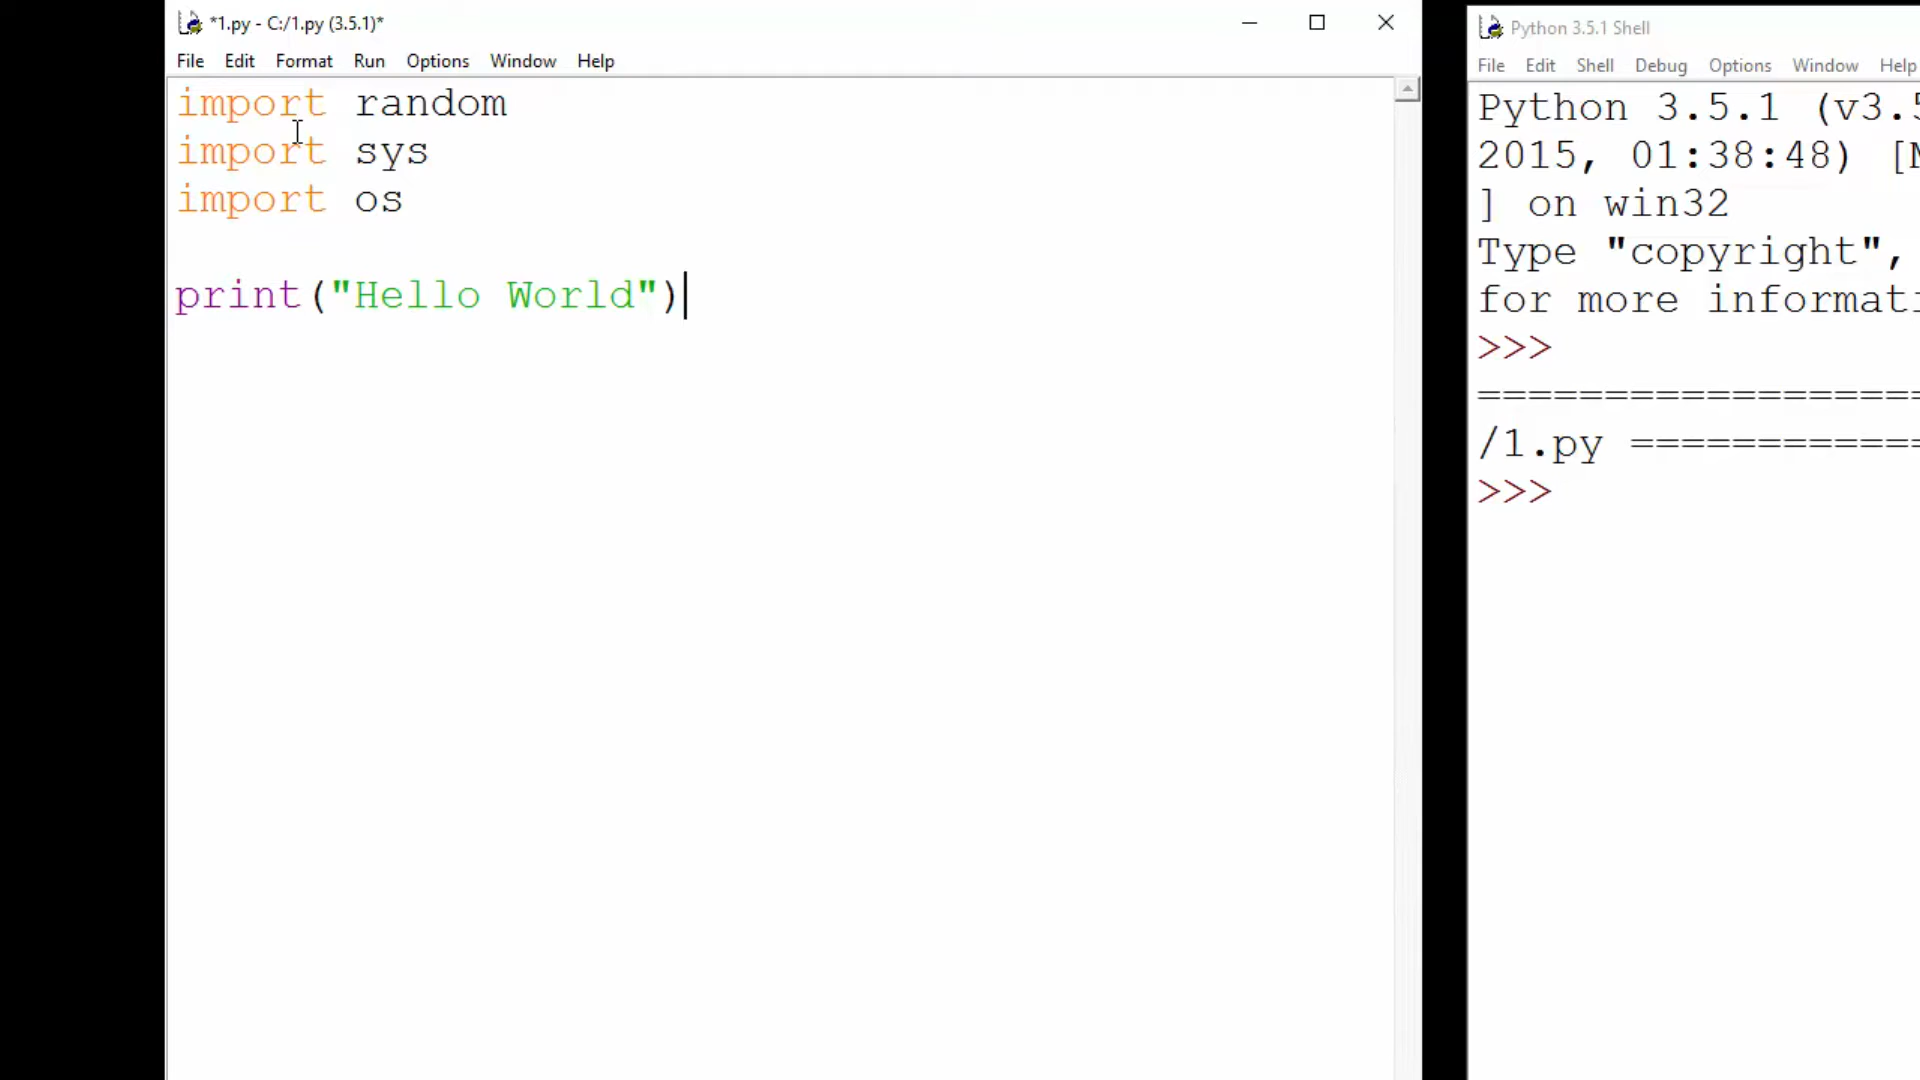 *1.py - C:/1.py (3.5.1)*
File Edit Format Run Options Window Help
import random
import sys
import os
print("Hello World")
Python 3.5.1 Shell
File Edit Shell Debug Options Window Help
Python 3.5.1 (v3.5
2015, 01:38:48) [M
] on win32
Type "copyright",
for more informati
>>>
===================
/1.py ============
>>>